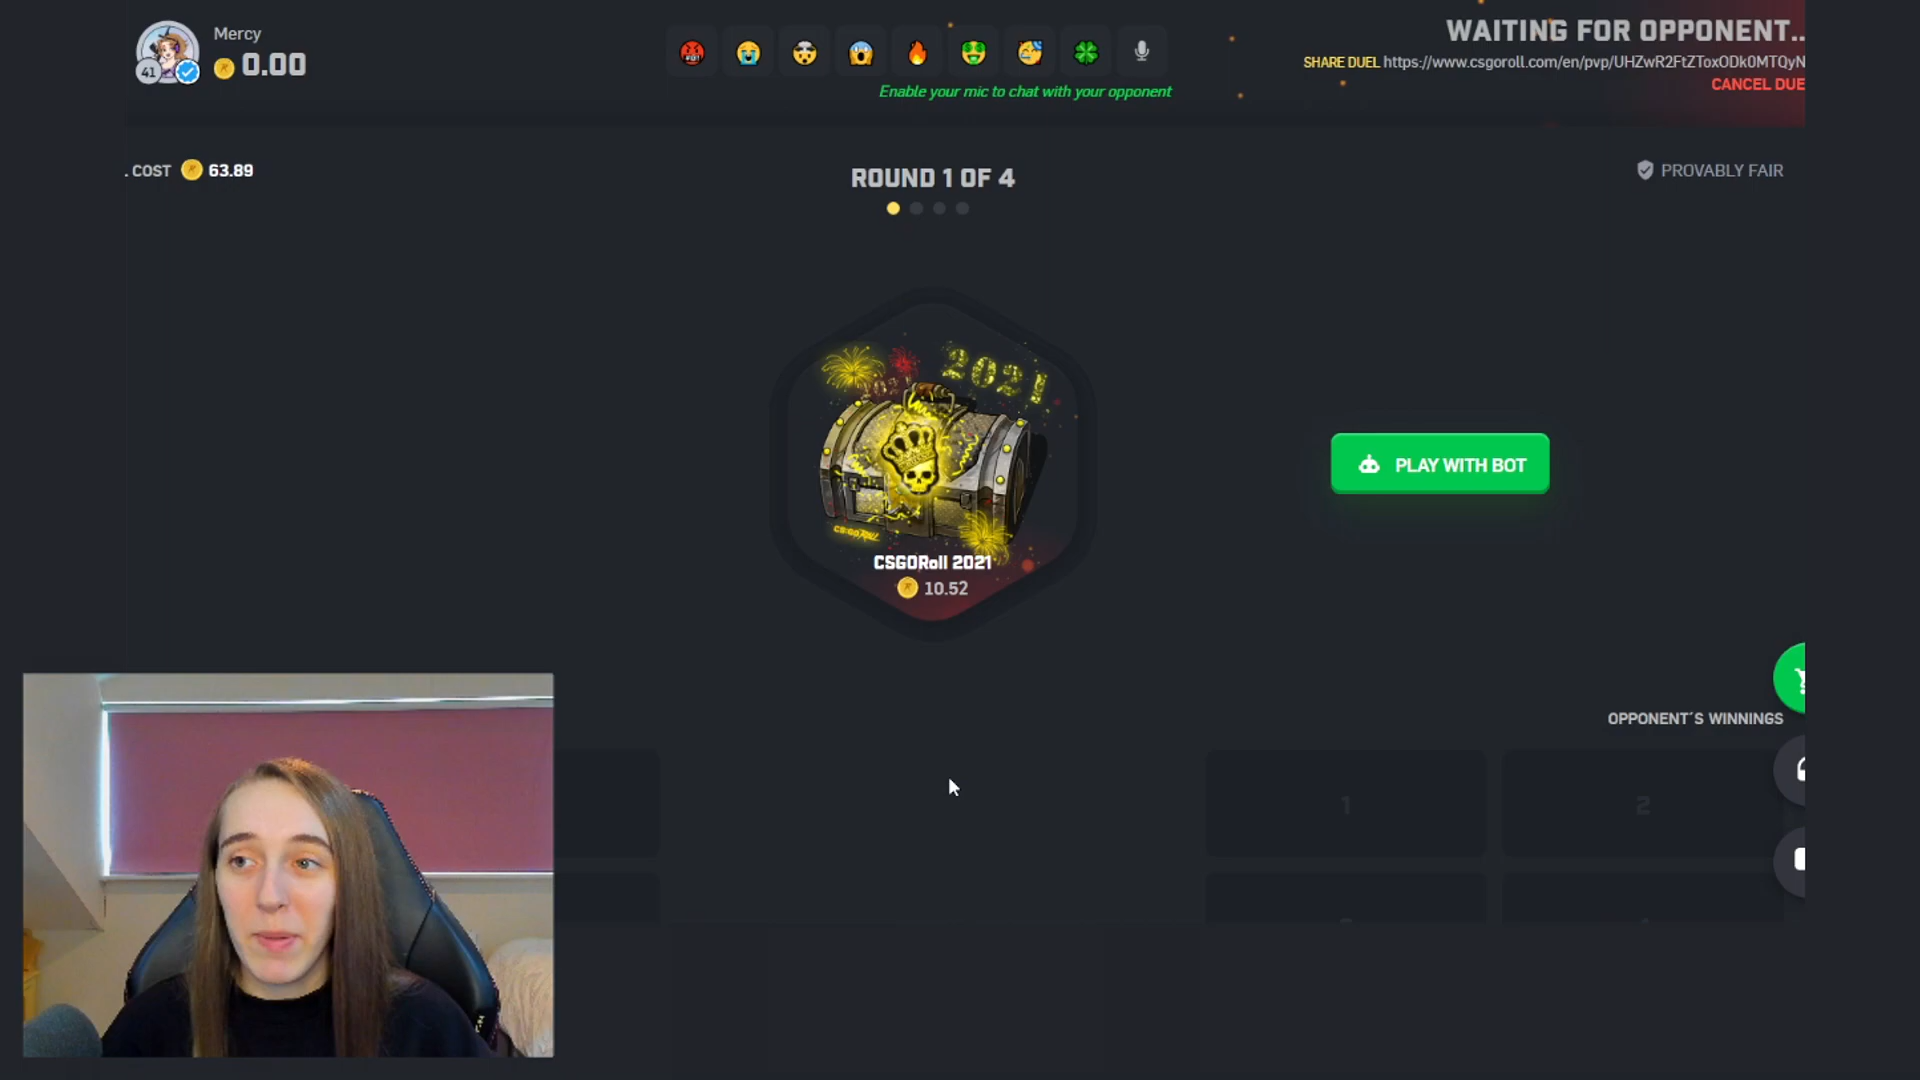 Mercy
41
0.00
Enable your mic to chat with your opponent
WAITING FOR OPPONENT..
SHARE DUEL https://www.csgoroll.com/en/pvp/UHZwR2FtZToxODk0MTQyN
CANCEL DUE
. COST 63.89
ROUND 1 OF 4
PROVABLY FAIR
2021
CSGOROLL
CSGORoll 2021
10.52
PLAY WITH BOT
OPPONENT´S WINNINGS
1 2